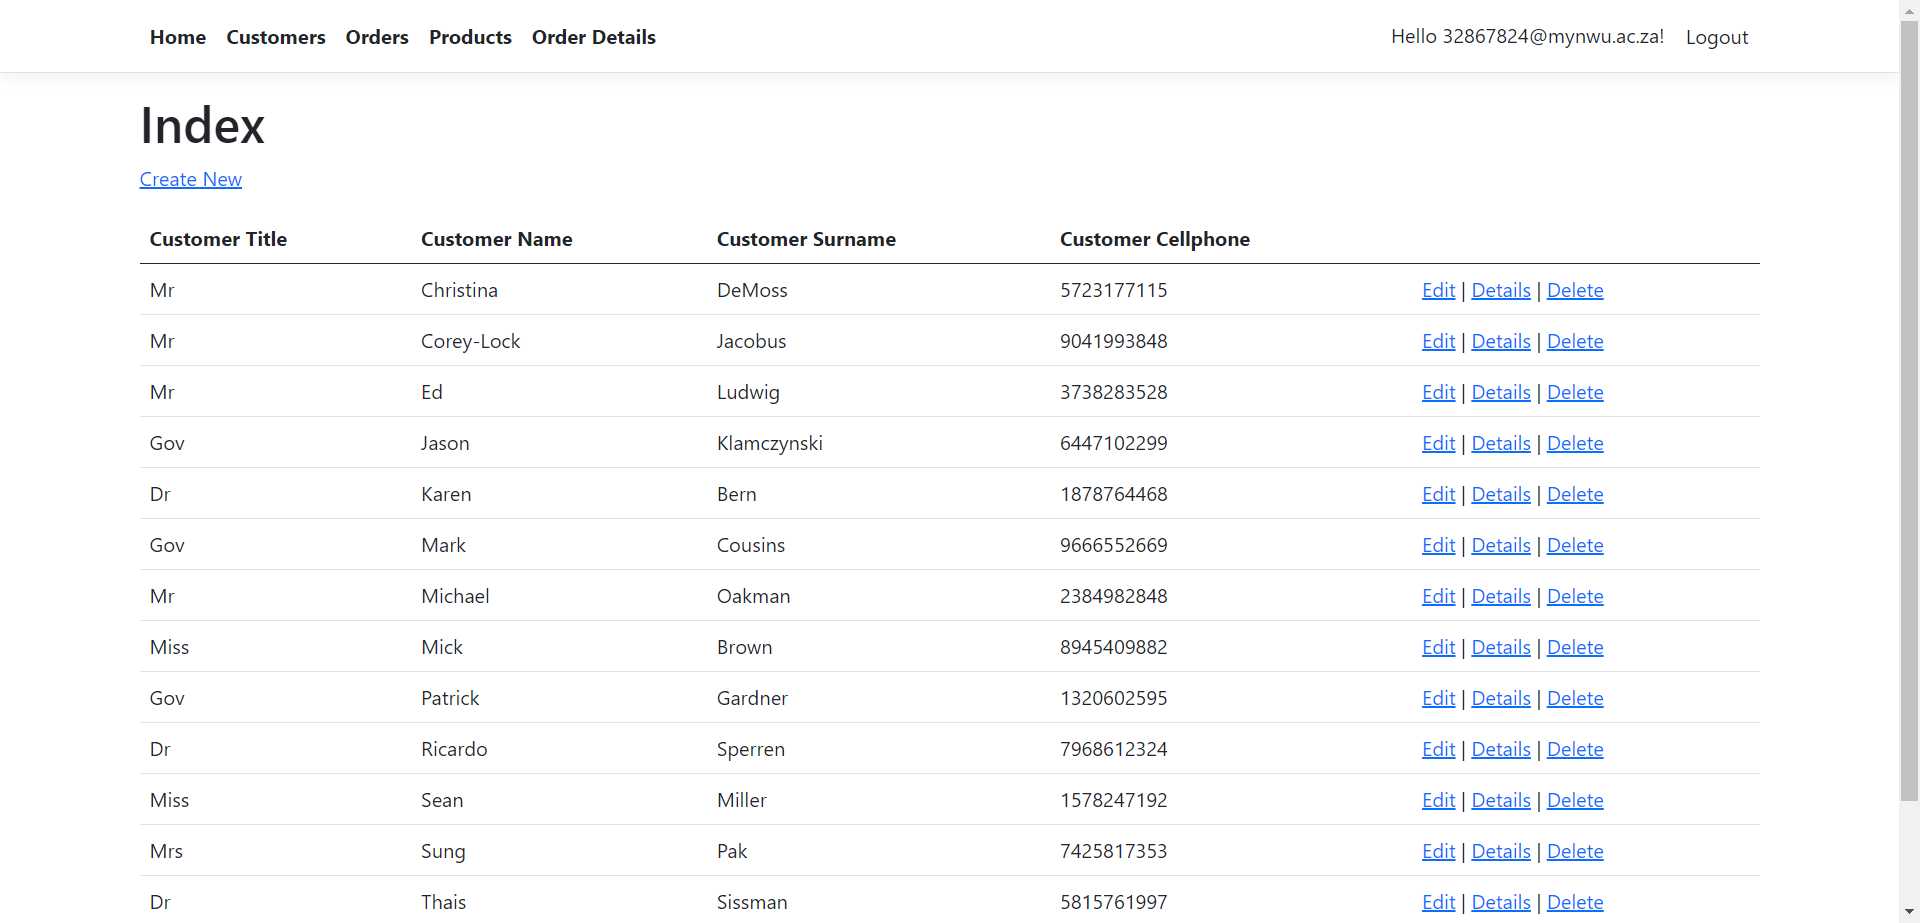 Home Customers Orders Products Order Details Hello 32867824@mynwu.ac.za! Logout
Index
Create New
Customer Title Customer Name Customer Surname Customer Cellphone
Mr Christina DeMoss 5723177115 Edit | Details | Delete
Mr Corey-Lock Jacobus 9041993848 Edit | Details | Delete
Mr Ed Ludwig 3738283528 Edit | Details | Delete
Gov Jason Klamczynski 6447102299 Edit | Details | Delete
Dr Karen Bern 1878764468 Edit | Details | Delete
Gov Mark Cousins 9666552669 Edit | Details | Delete
Mr Michael Oakman 2384982848 Edit | Details | Delete
Miss Mick Brown 8945409882 Edit | Details | Delete
Gov Patrick Gardner 1320602595 Edit | Details | Delete
Dr Ricardo Sperren 7968612324 Edit | Details | Delete
Miss Sean Miller 1578247192 Edit | Details | Delete
Mrs Sung Pak 7425817353 Edit | Details | Delete
Dr Thais Sissman 5815761997 Edit | Details | Delete